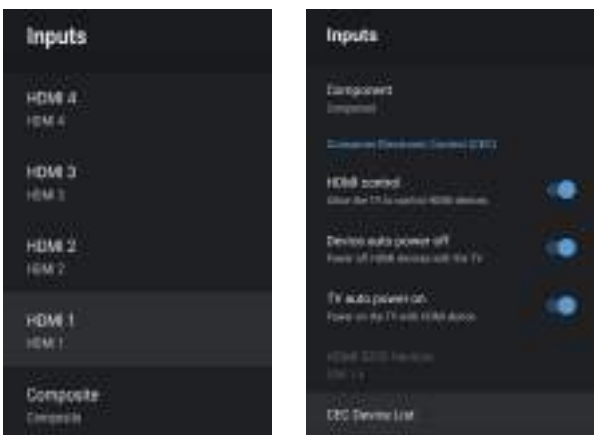 Inputs
HDMI 4
HDMI 4
HDMI 3
HDMI 3
HDMI 2
HDMI 2
HDMI 1
HDMI 1
Composite
Composite
Inputs
Component
Component
Consumer Electronic Control (CEC)
HDMI control
Allow the TV to control HDMI devices
Device auto power off
Power off HDMI devices with the TV
TV auto power on
Power on the TV with HDMI device
HDMI EDID Version
CEC Device List